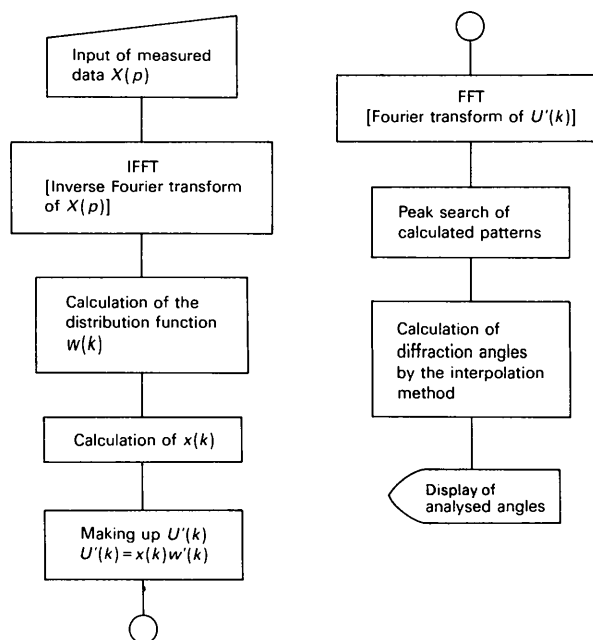 Input of measured
data X(p)
IFFT
[Inverse Fourier transform
of X(p)]
Calculation of the
distribution function
w(k)
Calculation of x(k)
Making up U'(k)
U'(k)=x(k)w'(k)
FFT
[Fourier transform of U'(k)]
Peak search of
calculated patterns
Calculation of
diffraction angles
by the interpolation
method
Display of
analysed angles